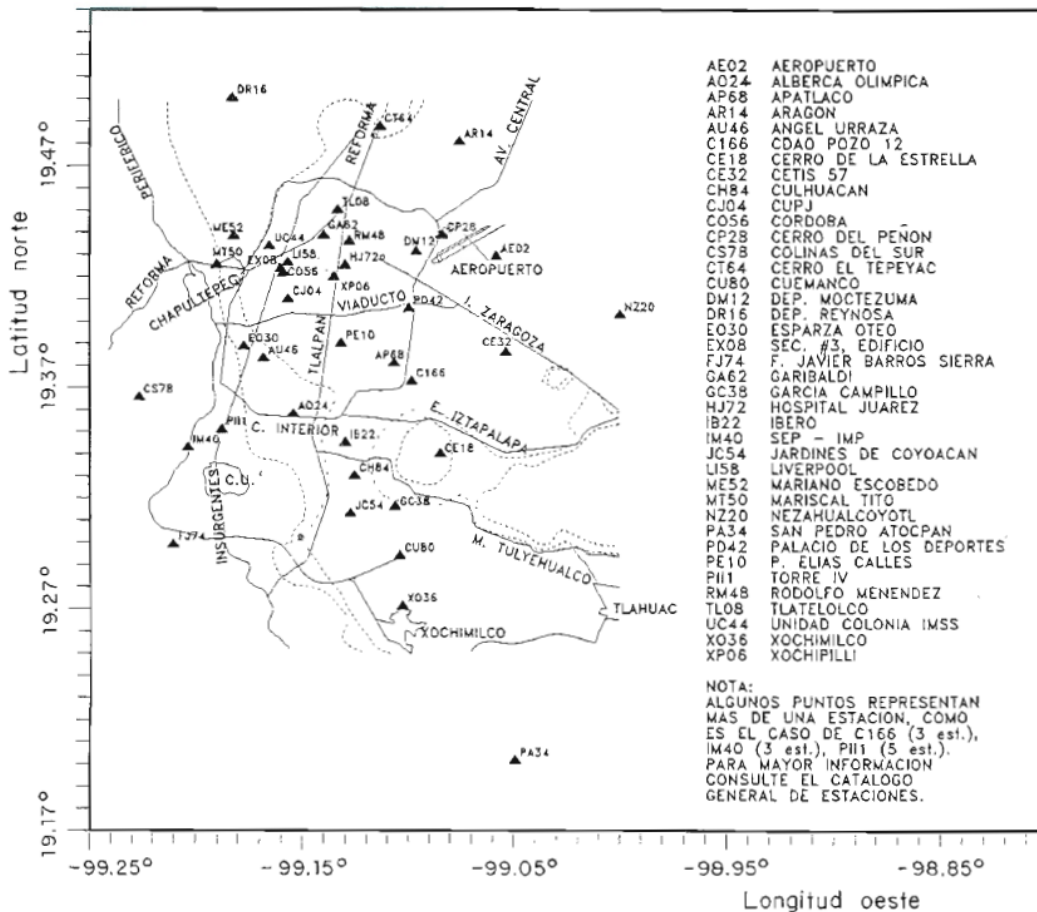 Latitud norte
19.47°
19.37°
19.27°
19.17°
-99.25°
-99.15°
-99.05°
-98.95°
-98.85°
Longitud oeste
DR16
CT64
AR14
REFORMA
AV. CENTRAL
PERIFERICO
TL08
ME52
GA62
RM48
UC44
CP28
DM12
AE02
MT50
LI58
HJ72
EX08
CO56
AEROPUERTO
REFORMA
CHAPULTEPEC
XP06
CJ04
VIADUCTO
PD42
I. ZARAGOZA
NZ20
EO30
AU46
TLALPAN
PE10
AP68
CE32
C166
CS78
AO24
C. INTERIOR
E. IZTAPALAPA
PII1
IM40
IB22
CE18
C.U.
CH84
INSURGENTES
JC54
GC38
FJ74
CU80
M. TULYEHUALCO
XO36
XOCHIMILCO
TLAHUAC
PA34
AE02 AEROPUERTO
AO24 ALBERCA OLIMPICA
AP68 APATLACO
AR14 ARAGON
AU46 ANGEL URRAZA
C166 CDAO POZO 12
CE18 CERRO DE LA ESTRELLA
CE32 CETIS 57
CH84 CULHUACAN
CJ04 CUPJ
CO56 CORDOBA
CP28 CERRO DEL PEÑON
CS78 COLINAS DEL SUR
CT64 CERRO EL TEPEYAC
CU80 CUEMANCO
DM12 DEP. MOCTEZUMA
DR16 DEP. REYNOSA
EO30 ESPARZA OTEO
EX08 SEC. #3, EDIFICIO
FJ74 F. JAVIER BARROS SIERRA
GA62 GARIBALDI
GC38 GARCIA CAMPILLO
HJ72 HOSPITAL JUAREZ
IB22 IBERO
IM40 SEP - IMP
JC54 JARDINES DE COYOACAN
LI58 LIVERPOOL
ME52 MARIANO ESCOBEDO
MT50 MARISCAL TITO
NZ20 NEZAHUALCOYOTL
PA34 SAN PEDRO ATOCPAN
PD42 PALACIO DE LOS DEPORTES
PE10 P. ELIAS CALLES
PII1 TORRE IV
RM48 RODOLFO MENENDEZ
TL08 TLATELOLCO
UC44 UNIDAD COLONIA IMSS
XO36 XOCHIMILCO
XP06 XOCHIPILLI
NOTA:
ALGUNOS PUNTOS REPRESENTAN
MAS DE UNA ESTACION, COMO
ES EL CASO DE C166 (3 est.),
IM40 (3 est.), PII1 (5 est.).
PARA MAYOR INFORMACION
CONSULTE EL CATALOGO
GENERAL DE ESTACIONES.